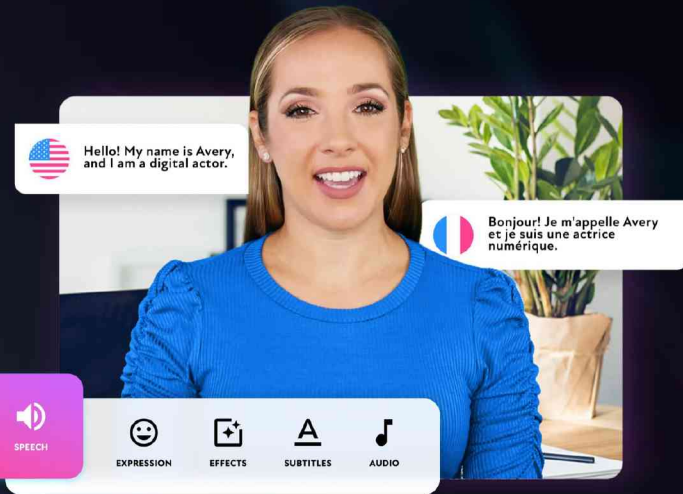 Hello! My name is Avery,
and I am a digital actor.
Bonjour! Je m'appelle Avery
et je suis une actrice
numérique.
SPEECH
EXPRESSION
EFFECTS
SUBTITLES
AUDIO